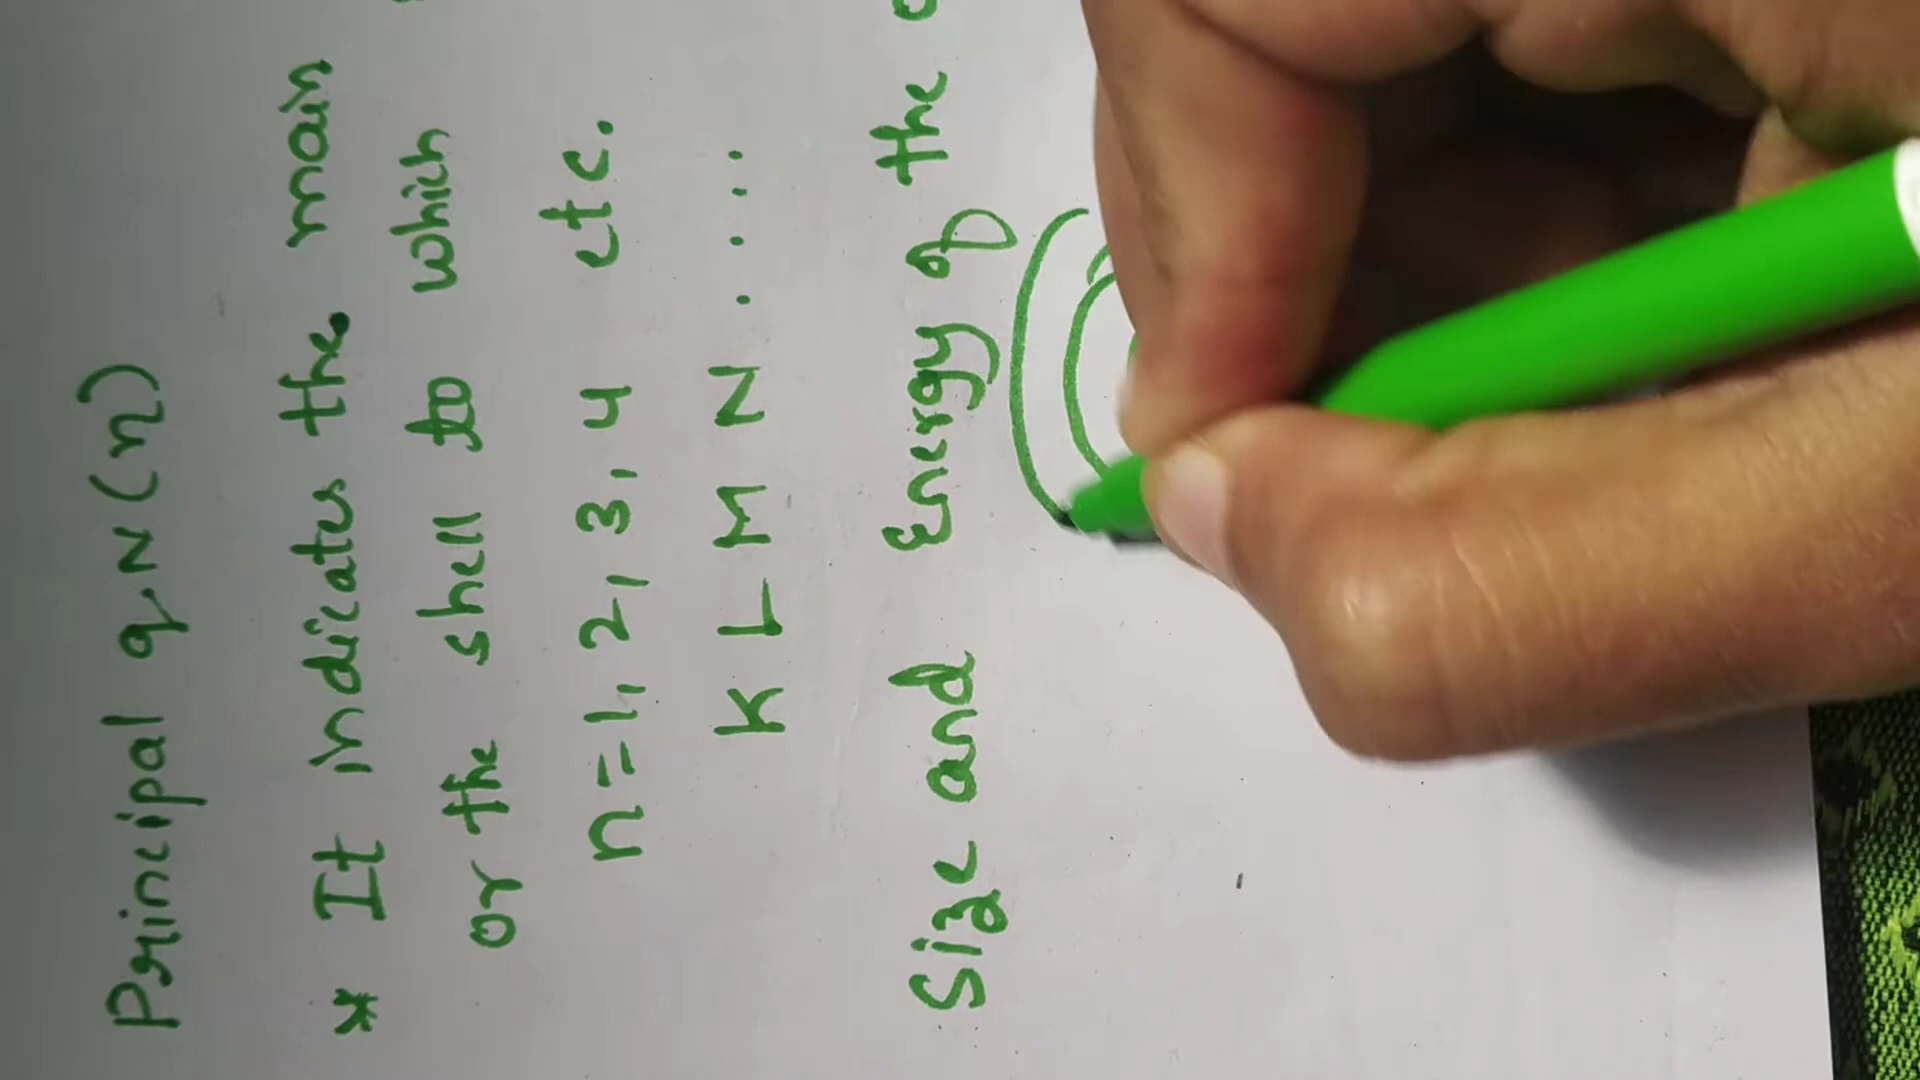 Principal q.N (n)
* It indicates the main
or the shell to which
n=1, 2, 3, 4 etc.
K L M N . . . .
Size and Energy of the